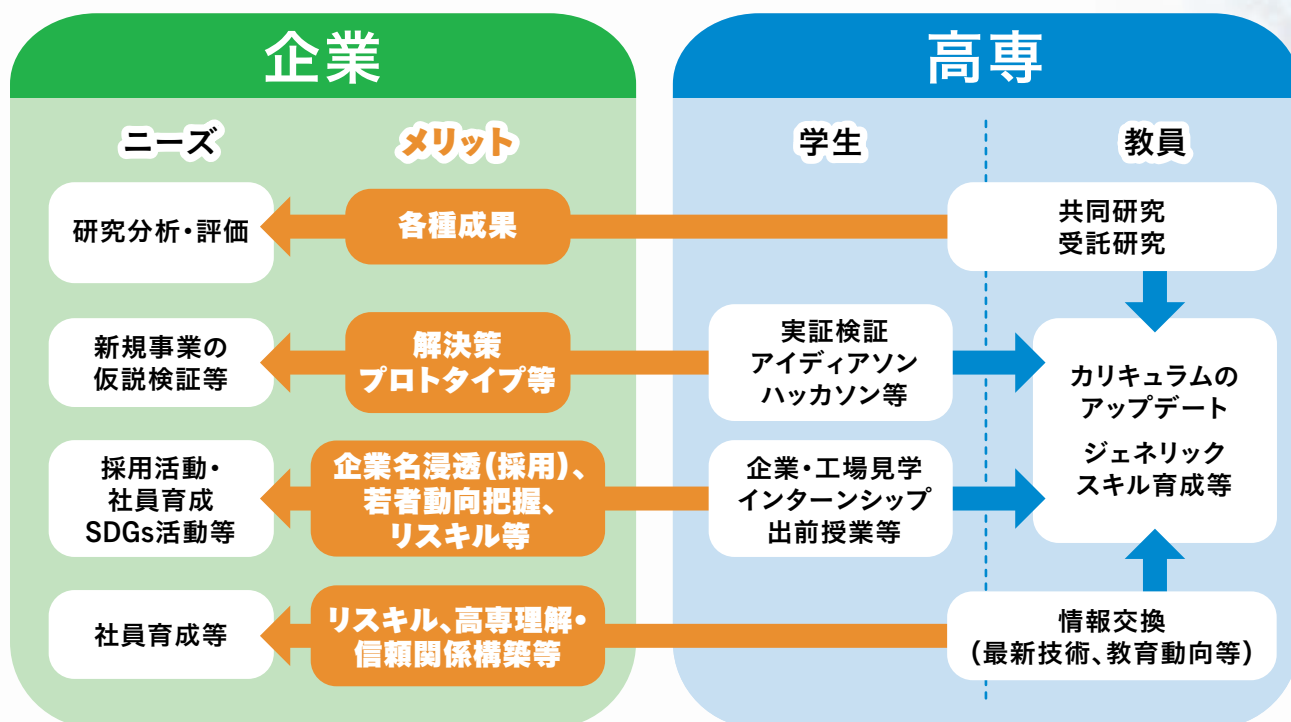 企業
高専
ニーズ
メリット
学生
教員
研究分析・評価
各種成果
共同研究
受託研究
新規事業の
仮説検証等
解決策
プロトタイプ等
実証検証
アイディアソン
ハッカソン等
カリキュラムの
アップデート
ジェネリック
スキル育成等
採用活動・
社員育成
SDGs活動等
企業名浸透(採用)、
若者動向把握、
リスキル等
企業・工場見学
インターンシップ
出前授業等
社員育成等
リスキル、高専理解・
信頼関係構築等
情報交換
(最新技術、教育動向等)